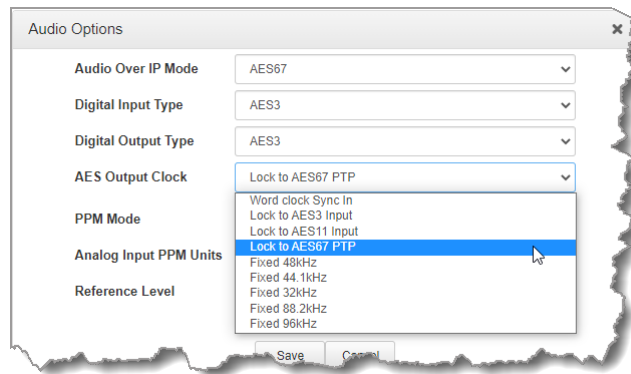 Audio Options ×
Audio Over IP Mode AES67
Digital Input Type AES3
Digital Output Type AES3
AES Output Clock Lock to AES67 PTP
Word clock Sync In
Lock to AES3 Input
PPM Mode
Lock to AES11 Input
Lock to AES67 PTP
Analog Input PPM Units
Fixed 48kHz
Fixed 44.1kHz
Reference Level
Fixed 32kHz
Fixed 88.2kHz
Fixed 96kHz
Save Cancel